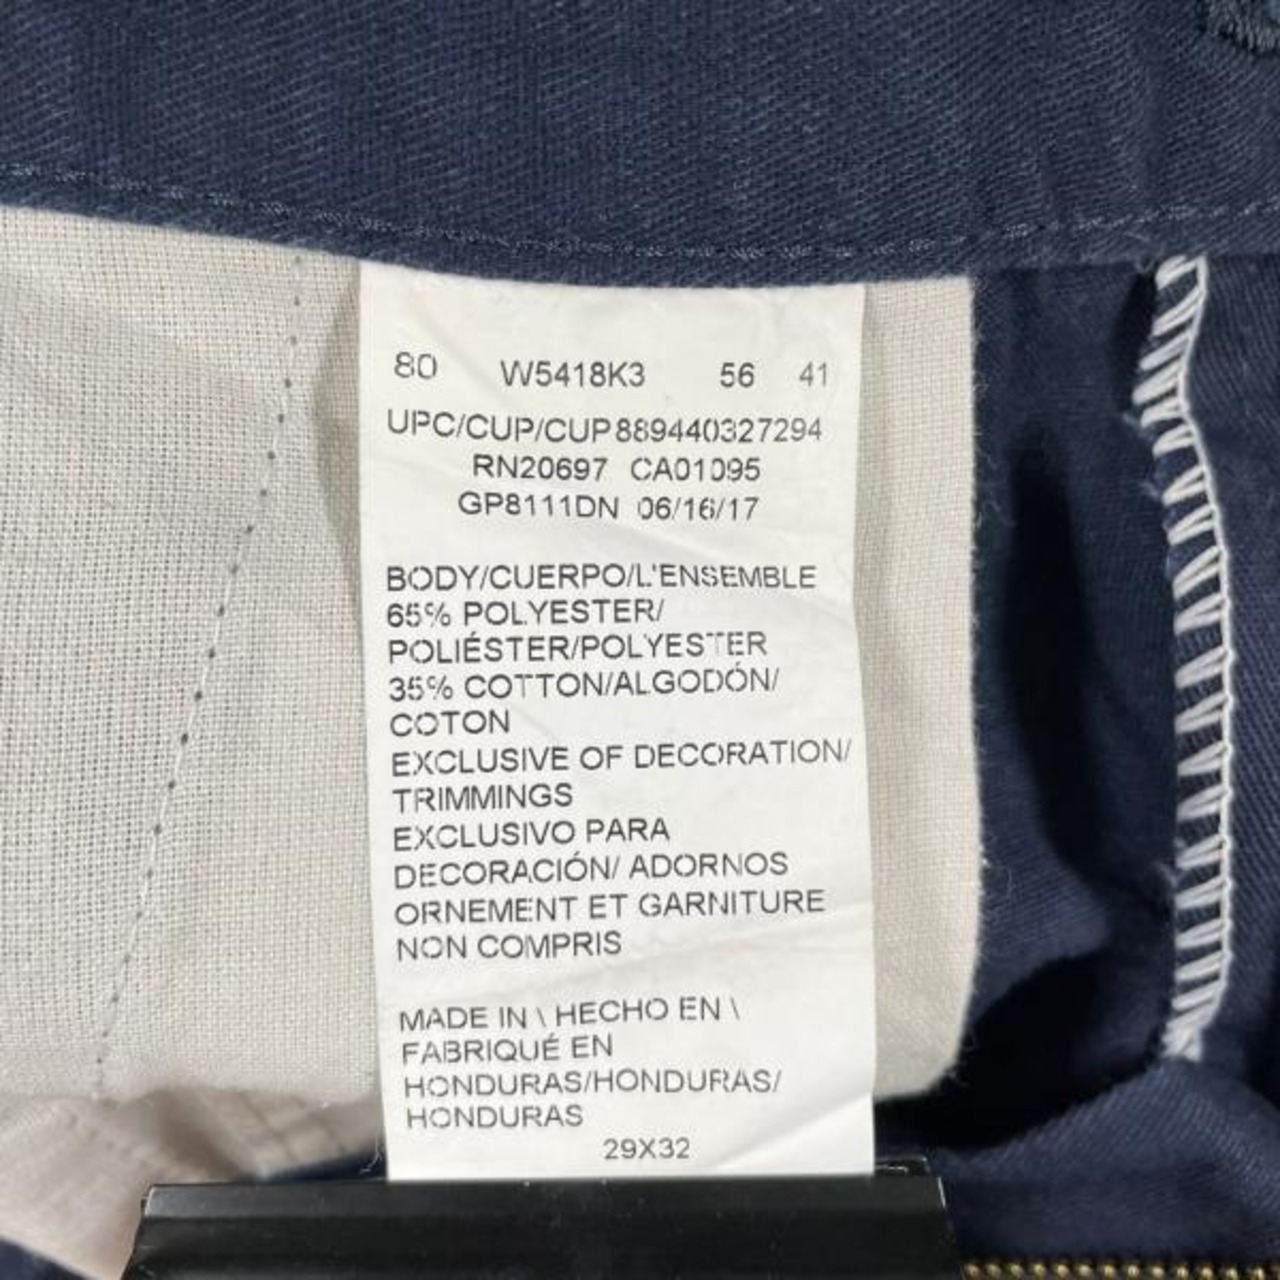 80 W5418K3 56 41
UPC/CUP/CUP889440327294
RN20697 CA01095
GP8111DN 06/16/17
BODY/CUERPO/L'ENSEMBLE
65% POLYESTER/
POLIÉSTER/POLYESTER
35% COTTON/ALGODÓN/
COTON
EXCLUSIVE OF DECORATION/
TRIMMINGS
EXCLUSIVO PARA
DECORACIÓN/ ADORNOS
ORNEMENT ET GARNITURE
NON COMPRIS
MADE IN \ HECHO EN \
FABRIQUÉ EN
HONDURAS/HONDURAS/
HONDURAS
29X32